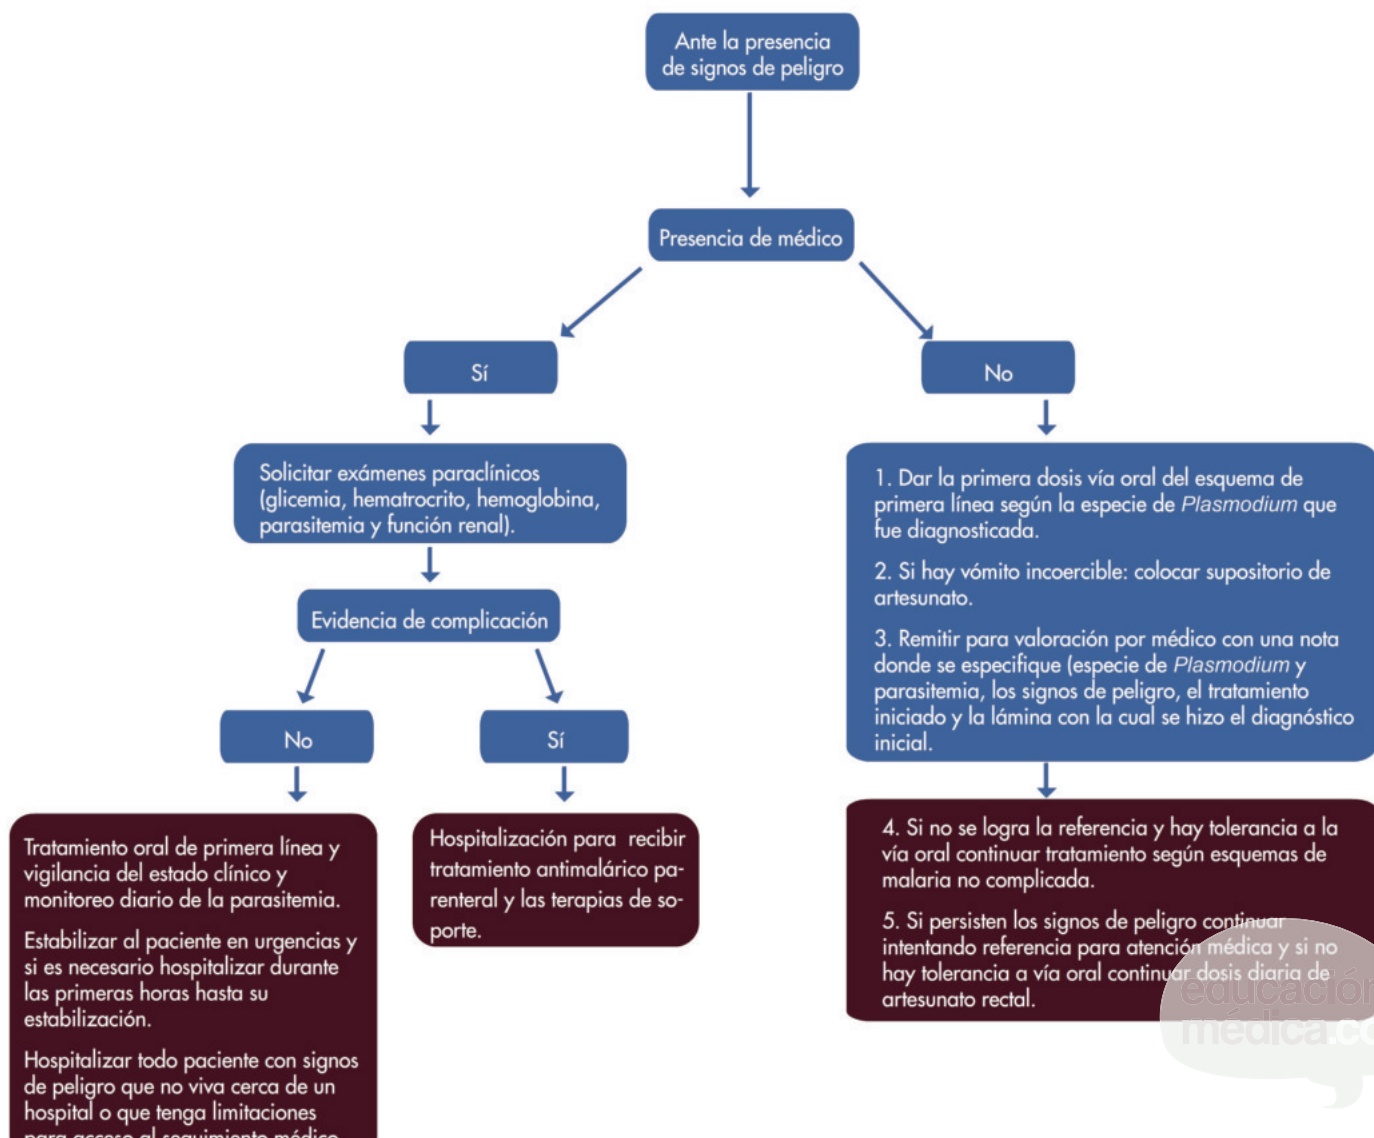 Ante la presencia
de signos de peligro
Presencia de médico
Sí
No
Solicitar exámenes paraclínicos
(glicemia, hematrocrito, hemoglobina,
parasitemia y función renal).
Evidencia de complicación
No
Sí
Tratamiento oral de primera línea y
vigilancia del estado clínico y
monitoreo diario de la parasitemia.
Estabilizar al paciente en urgencias y
si es necesario hospitalizar durante
las primeras horas hasta su
estabilización.
Hospitalizar todo paciente con signos
de peligro que no viva cerca de un
hospital o que tenga limitaciones
para acceso al seguimiento médico
Hospitalización para recibir
tratamiento antimalárico pa-
renteral y las terapias de so-
porte.
1. Dar la primera dosis vía oral del esquema de
primera línea según la especie de Plasmodium que
fue diagnosticada.
2. Si hay vómito incoercible: colocar supositorio de
artesunato.
3. Remitir para valoración por médico con una nota
donde se especifique (especie de Plasmodium y
parasitemia, los signos de peligro, el tratamiento
iniciado y la lámina con la cual se hizo el diagnóstico
inicial.
4. Si no se logra la referencia y hay tolerancia a la
vía oral continuar tratamiento según esquemas de
malaria no complicada.
5. Si persisten los signos de peligro continuar
intentando referencia para atención médica y si no
hay tolerancia a vía oral continuar dosis diaria de
artesunato rectal.
educación
médica.co